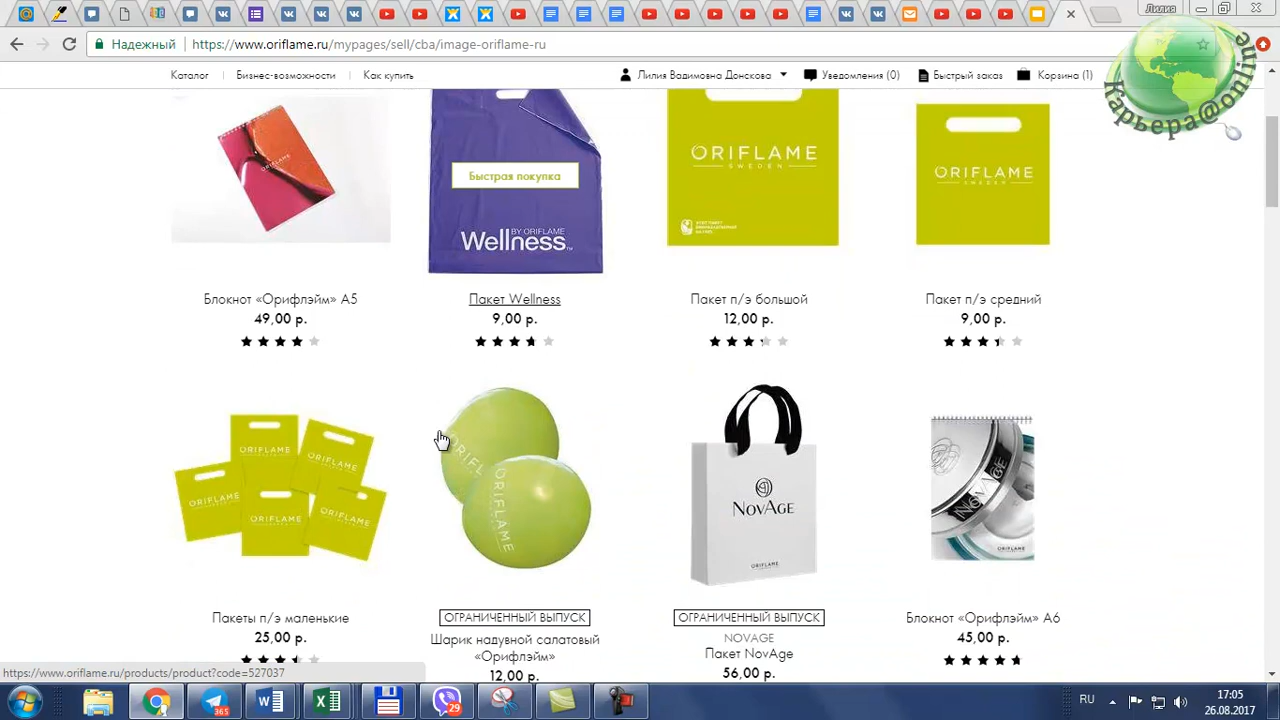 Лилия
Надежный
https://www.oriflame.ru/mypages/sell/cba/image-oriflame-ru
Каталог
Бизнес-возможности
Как купить
Лилия Вадимовна Донскова
Уведомления (0)
Быстрый заказ
Корзина (1)
Карьера@online
ORIFLAME
Быстрая покупка
BY ORIFLAME
Wellness
ORIFLAME
SWEDEN
ORIFLAME
SWEDEN
Блокнот «Орифлэйм» А5
49,00 р.
Пакет Wellness
9,00 р.
Пакет п/э большой
12,00 р.
Пакет п/э средний
9,00 р.
ORIFLAME
ORIFLAME
ORIFLAME
ORIFLAME
ORIFLAME
ORIFL
ORIFLAME
NOVAGE
ORIFLAME
NOVAGE
ORIFLAME
Пакеты п/э маленькие
25,00 р.
ОГРАНИЧЕННЫЙ ВЫПУСК
Шарик надувной салатовый
«Орифлэйм»
12,00 р.
ОГРАНИЧЕННЫЙ ВЫПУСК
NOVAGE
Пакет NovAge
56,00 р.
Блокнот «Орифлэйм» А6
45,00 р.
https://www.oriflame.ru/products/product?code=527037
365
29
RU
17:05
26.08.2017